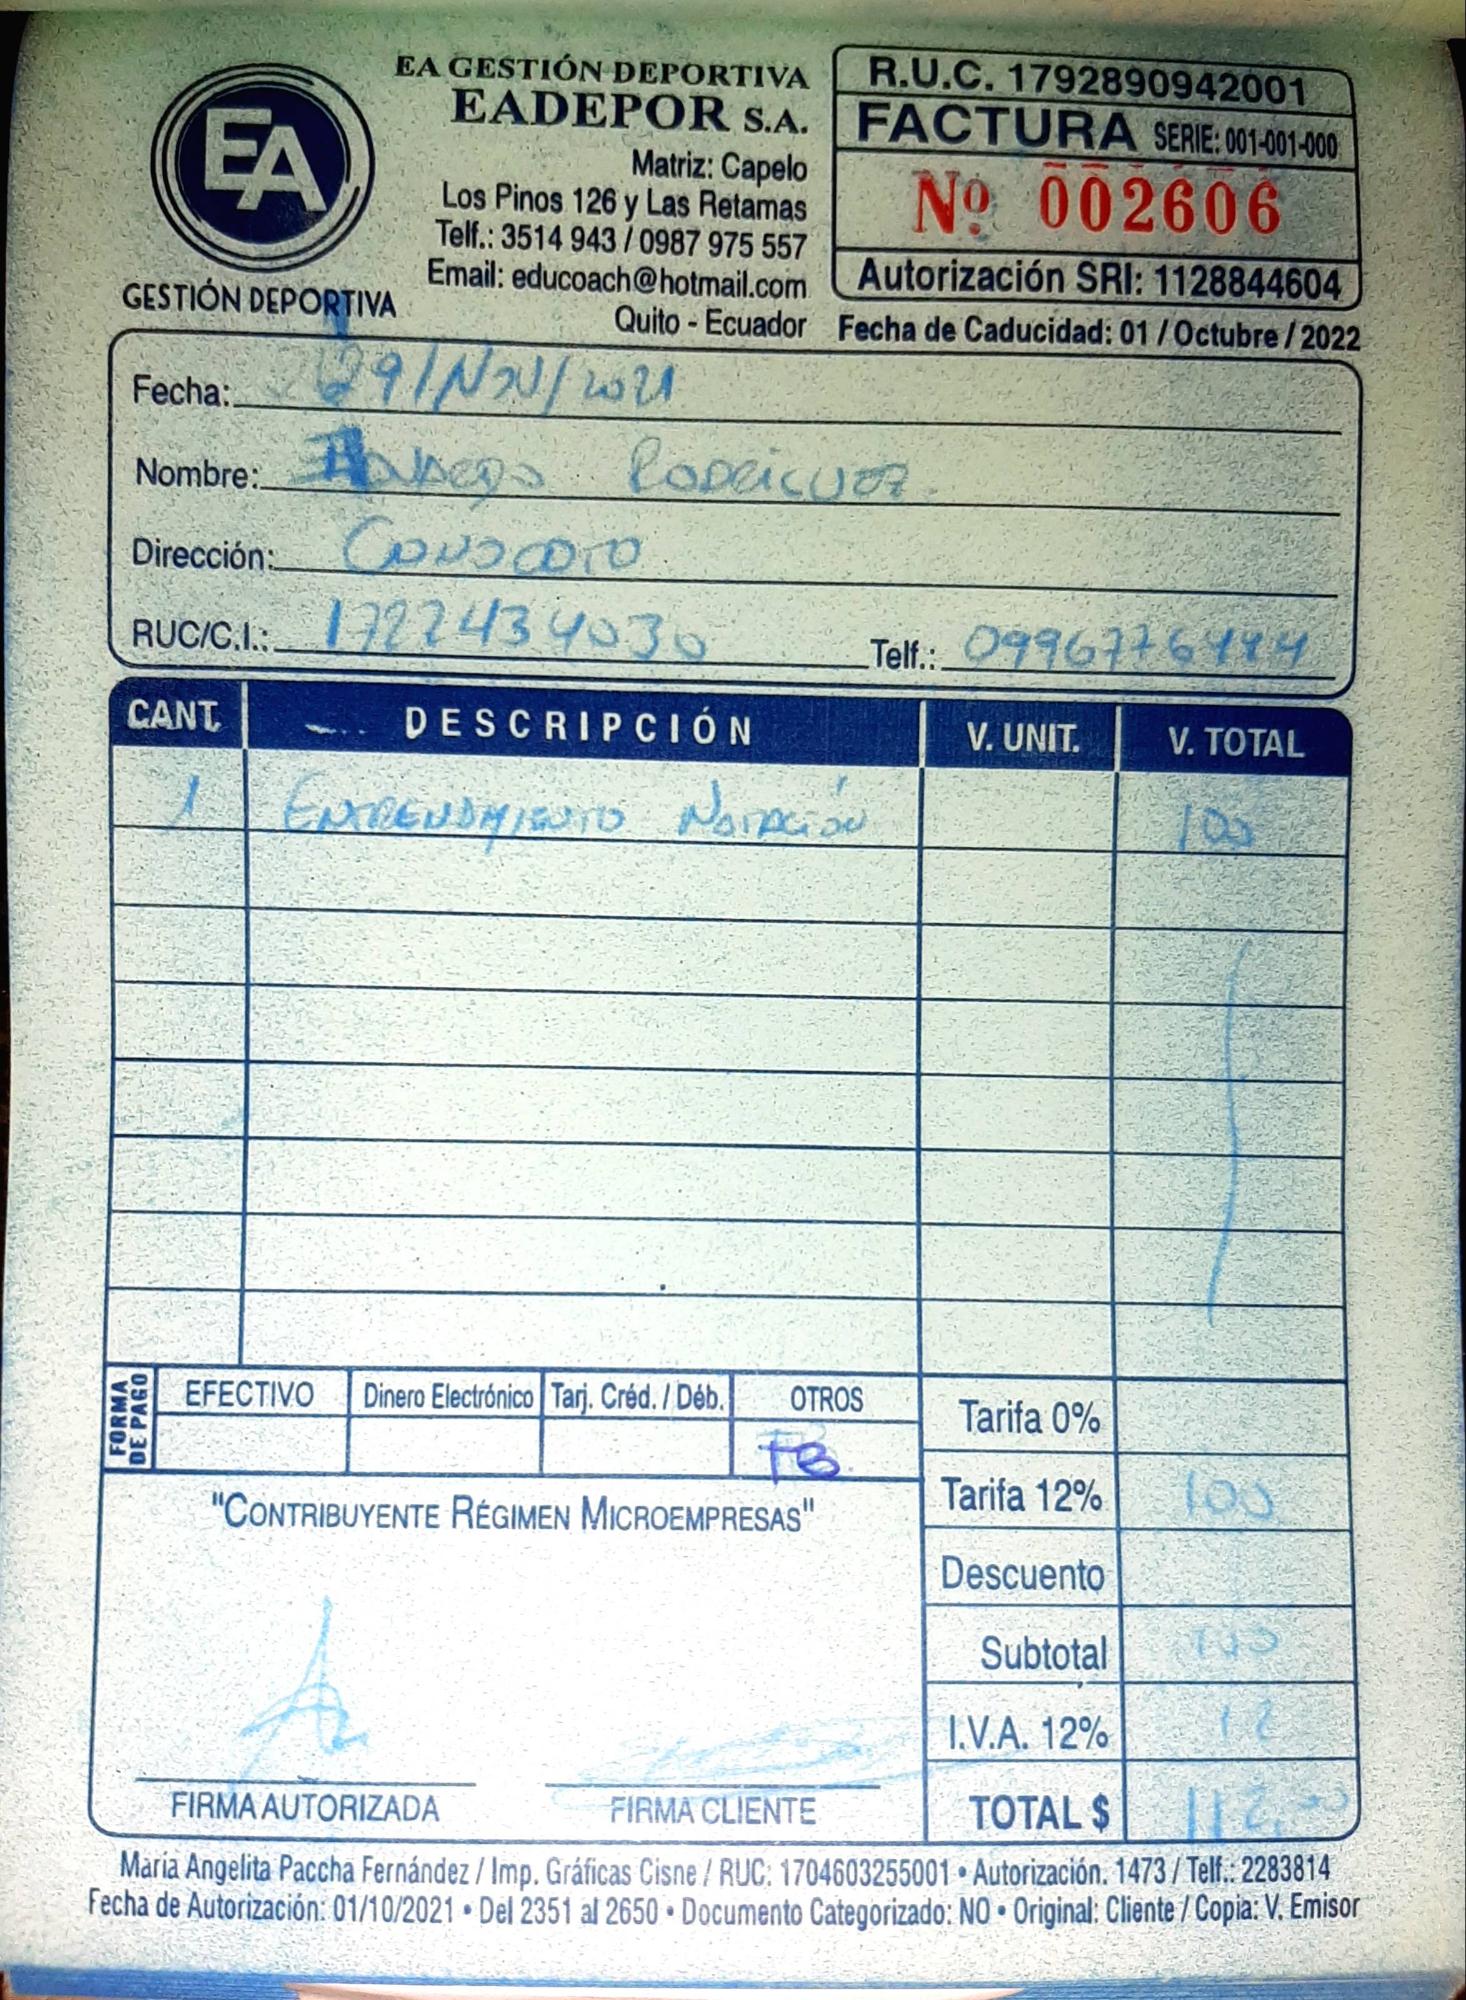 EA
GESTIÓN DEPORTIVA
EA GESTIÓN DEPORTIVA
EADEPOR S.A.
Matriz: Capelo
Los Pinos 126 y Las Retamas
Telf.: 3514 943 / 0987 975 557
Email: educoach@hotmail.com
Quito - Ecuador
R.U.C. 1792890942001
FACTURA SERIE: 001-001-000
Nº 002606
Autorización SRI: 1128844604
Fecha de Caducidad: 01 / Octubre / 2022
Fecha: 29/Nov/2021
Nombre: Rodriguez
Dirección: Conocoto
RUC/C.I.: 1722434030 Telf.:
CANT. DESCRIPCIÓN V. UNIT. V. TOTAL
1 Entrenamiento Natación 100
FORMA DE PAGO
EFECTIVO Dinero Electrónico Tarj. Créd. / Déb. OTROS
TB
Tarifa 0%
Tarifa 12% 100
Descuento
Subtotal 100
I.V.A. 12% 12
TOTAL $ 112,00
"CONTRIBUYENTE RÉGIMEN MICROEMPRESAS"
FIRMA AUTORIZADA FIRMA CLIENTE
María Angelita Paccha Fernández / Imp. Gráficas Cisne / RUC: 1704603255001 • Autorización. 1473 / Telf.: 2283814
Fecha de Autorización: 01/10/2021 • Del 2351 al 2650 • Documento Categorizado: NO • Original: Cliente / Copia: V. Emisor